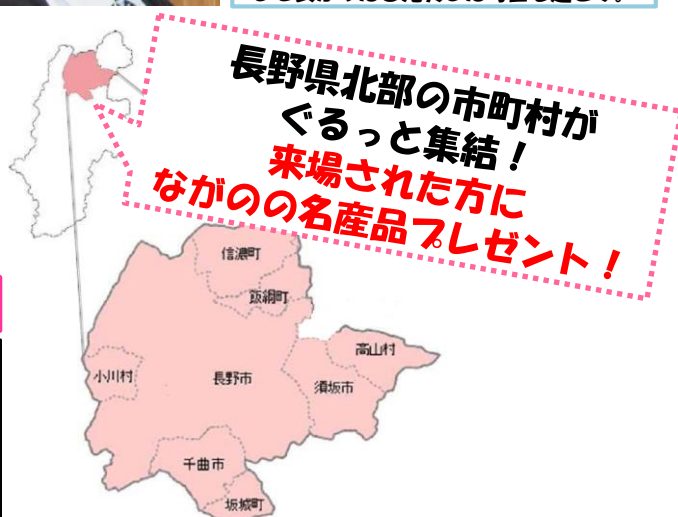 長野県北部の市町村が
ぐるっと集結！
来場された方に
ながのの名産品プレゼント！
信濃町
飯綱町
高山村
小川村
長野市
須坂市
千曲市
坂城町